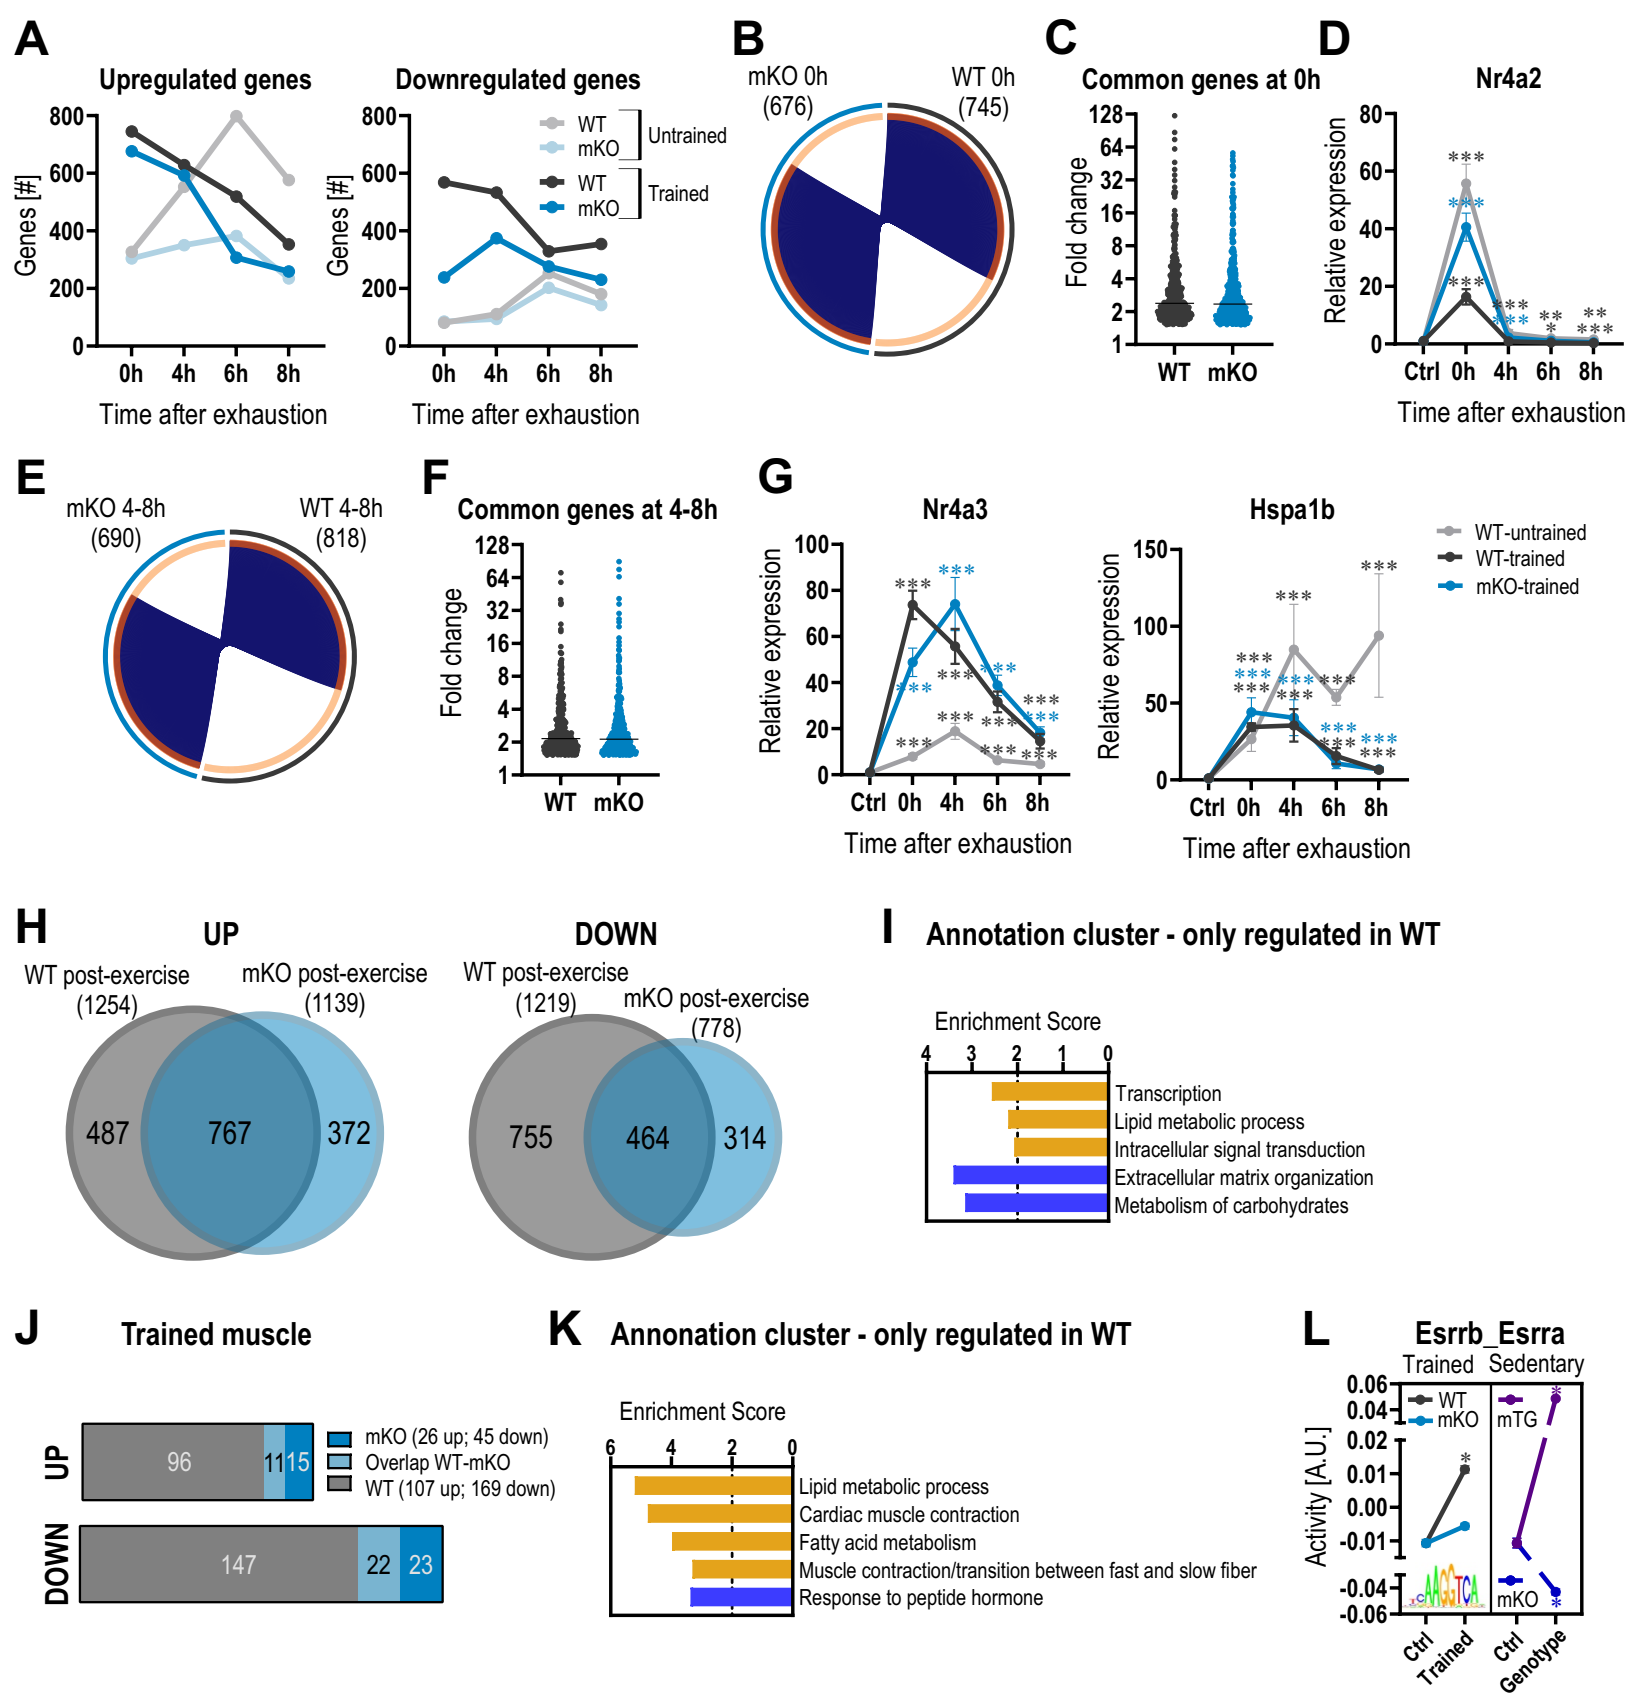 A
Upregulated genes
Downregulated genes
800
600
400
200
0
Genes [#]
0h 4h 6h 8h
Time after exhaustion
800
600
400
200
0
Genes [#]
0h 4h 6h 8h
Time after exhaustion
WT
mKO
Untrained
WT
mKO
Trained
B
mKO 0h
(676)
WT 0h
(745)
C
Common genes at 0h
Fold change
128
64
32
16
8
4
2
1
WT mKO
D
Nr4a2
Relative expression
80
60
40
20
0
***
***
***
***
***
**
*
**
***
Ctrl 0h 4h 6h 8h
Time after exhaustion
E
mKO 4-8h
(690)
WT 4-8h
(818)
F
Common genes at 4-8h
Fold change
128
64
32
16
8
4
2
1
WT mKO
G
Nr4a3
Relative expression
100
80
60
40
20
0
***
***
***
***
***
***
***
***
***
***
***
***
Ctrl 0h 4h 6h 8h
Time after exhaustion
Hspa1b
Relative expression
150
100
50
0
***
***
***
***
***
***
***
***
***
***
***
***
Ctrl 0h 4h 6h 8h
Time after exhaustion
WT-untrained
WT-trained
mKO-trained
H
UP
WT post-exercise
(1254)
mKO post-exercise
(1139)
487
767
372
DOWN
WT post-exercise
(1219)
mKO post-exercise
(778)
755
464
314
I
Annotation cluster - only regulated in WT
Enrichment Score
4 3 2 1 0
Transcription
Lipid metabolic process
Intracellular signal transduction
Extracellular matrix organization
Metabolism of carbohydrates
J
Trained muscle
UP
96
11
15
DOWN
147
22
23
mKO (26 up; 45 down)
Overlap WT-mKO
WT (107 up; 169 down)
K
Annonation cluster - only regulated in WT
Enrichment Score
6 4 2 0
Lipid metabolic process
Cardiac muscle contraction
Fatty acid metabolism
Muscle contraction/transition between fast and slow fiber
Response to peptide hormone
L
Esrrb_Esrra
Trained Sedentary
Activity [A.U.]
0.06
0.04
0.02
0.01
0.00
-0.01
-0.04
-0.06
WT
mKO
*
mTG
*
mKO
*
TCAAGGTCA
Ctrl
Trained
Ctrl
Genotype